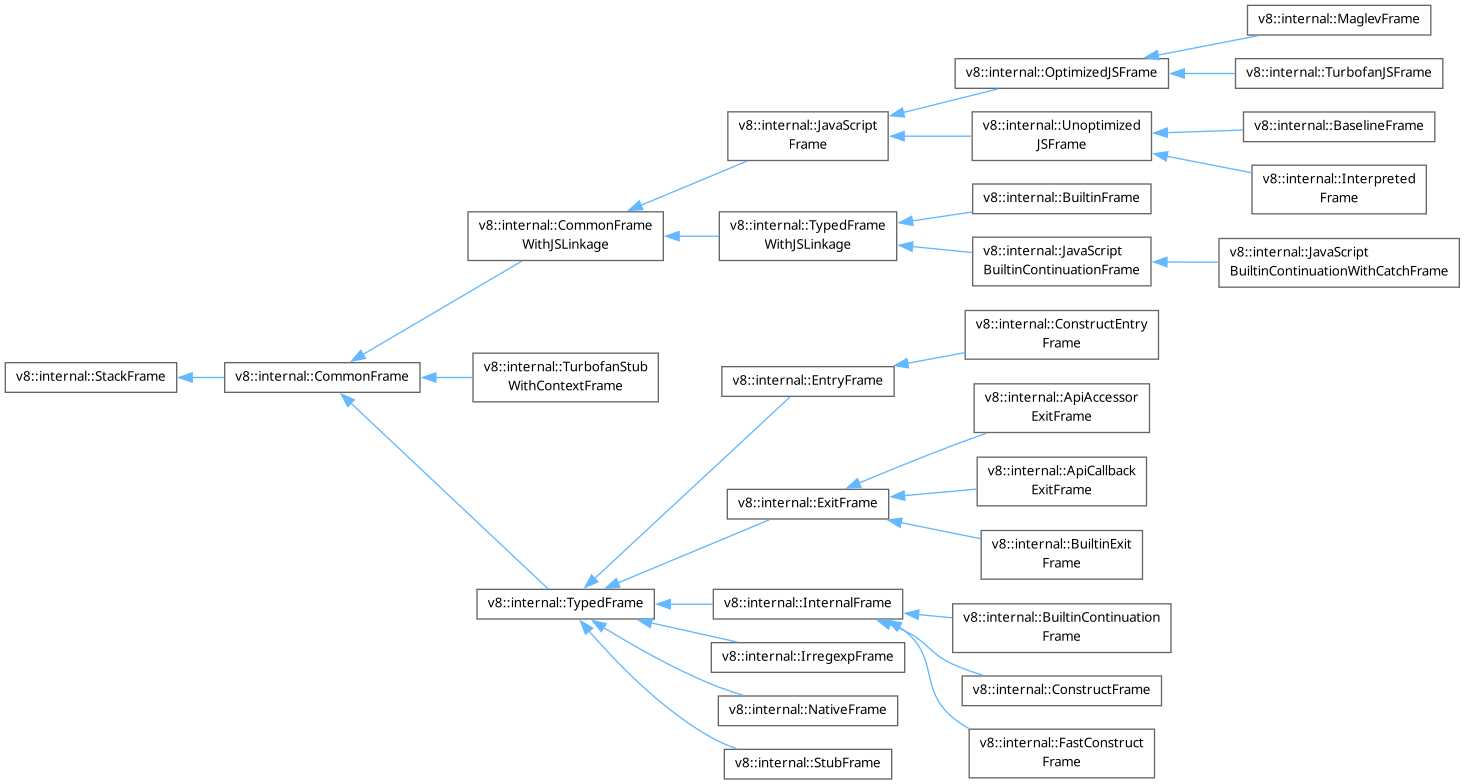 v8::internal::MaglevFrame
v8::internal::OptimizedJSFrame
v8::internal::TurbofanJSFrame
v8::internal::JavaScript
Frame
v8::internal::Unoptimized
JSFrame
v8::internal::BaselineFrame
v8::internal::Interpreted
Frame
v8::internal::CommonFrame
WithJSLinkage
v8::internal::TypedFrame
WithJSLinkage
v8::internal::BuiltinFrame
v8::internal::JavaScript
BuiltinContinuationFrame
v8::internal::JavaScript
BuiltinContinuationWithCatchFrame
v8::internal::StackFrame
v8::internal::CommonFrame
v8::internal::TurbofanStub
WithContextFrame
v8::internal::EntryFrame
v8::internal::ConstructEntry
Frame
v8::internal::ApiAccessor
ExitFrame
v8::internal::ExitFrame
v8::internal::ApiCallback
ExitFrame
v8::internal::BuiltinExit
Frame
v8::internal::TypedFrame
v8::internal::InternalFrame
v8::internal::BuiltinContinuation
Frame
v8::internal::IrregexpFrame
v8::internal::ConstructFrame
v8::internal::NativeFrame
v8::internal::FastConstruct
Frame
v8::internal::StubFrame